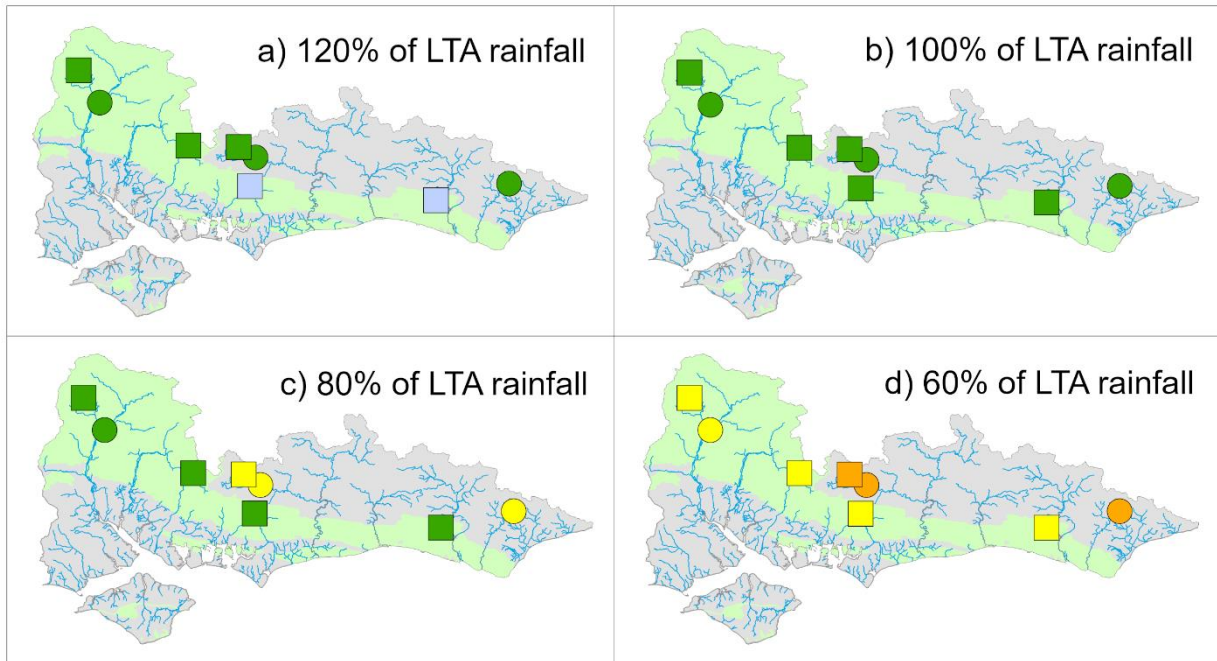 a) 120% of LTA rainfall
b) 100% of LTA rainfall
c) 80% of LTA rainfall
d) 60% of LTA rainfall